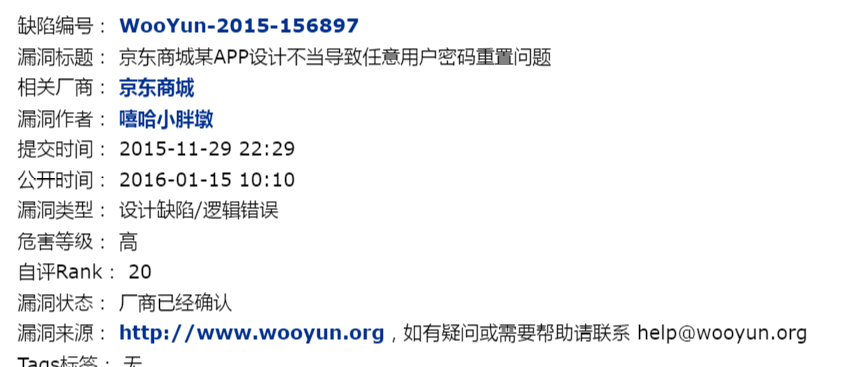 缺陷编号： WooYun-2015-156897
漏洞标题： 京东商城某APP设计不当导致任意用户密码重置问题
相关厂商： 京东商城
漏洞作者： 嘻哈小胖墩
提交时间： 2015-11-29 22:29
公开时间： 2016-01-15 10:10
漏洞类型： 设计缺陷/逻辑错误
危害等级： 高
自评Rank： 20
漏洞状态： 厂商已经确认
漏洞来源： http://www.wooyun.org，如有疑问或需要帮助请联系 help@wooyun.org
Tags标签： 无